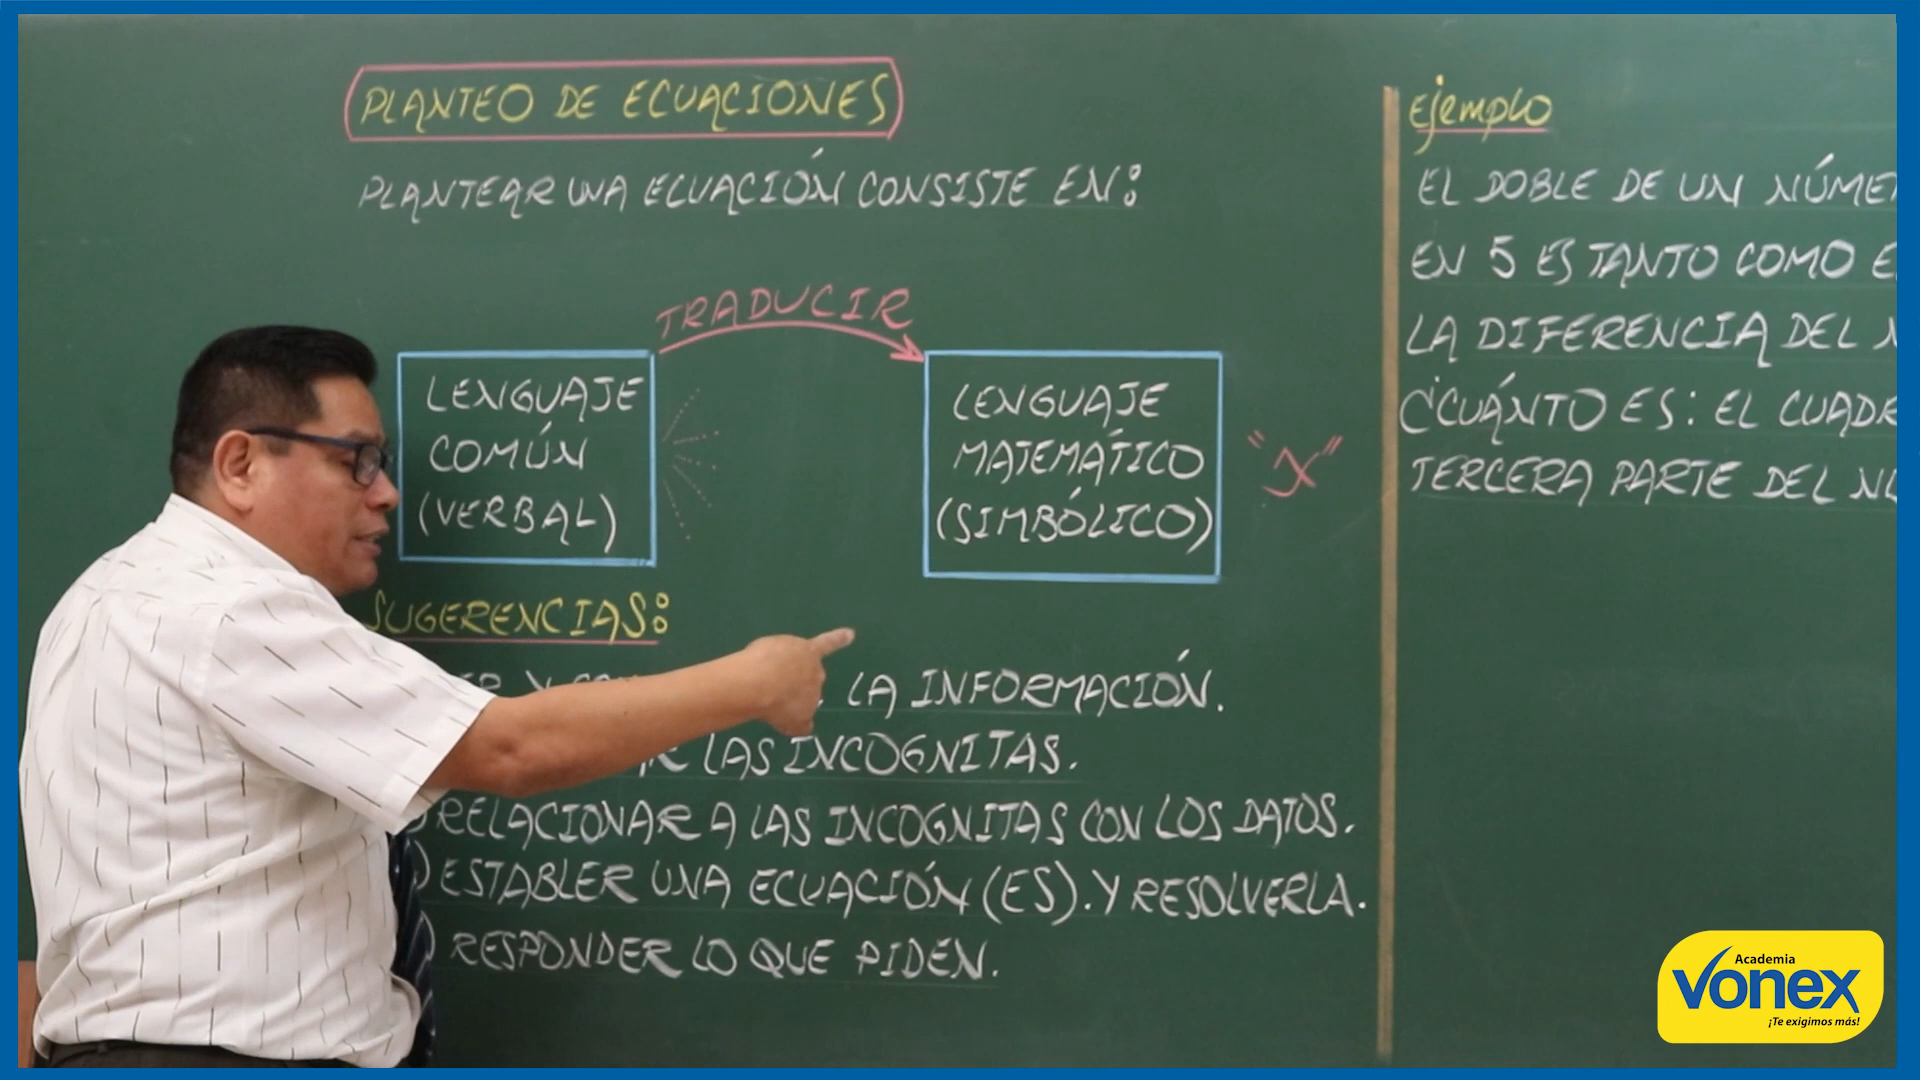 PLANTEO DE ECUACIONES
PLANTEAR UNA ECUACIÓN CONSISTE EN:
TRADUCIR
LENGUAJE
COMÚN
(VERBAL)
LENGUAJE
MATEMÁTICO
(SIMBÓLICO)
"X"
SUGERENCIAS:
Y LA INFORMACIÓN.
LAS INCOGNITAS.
RELACIONAR A LAS INCOGNITAS CON LOS DATOS.
ESTABLER UNA ECUACIÓN (ES). Y RESOLVERLA.
RESPONDER LO QUE PIDEN.
Ejemplo
EL DOBLE DE UN
EN 5 ES TANTO COMO
LA DIFERENCIA DEL
¿CUÁNTO ES: EL
TERCERA PARTE DEL
Academia
Vonex
¡Te exigimos más!